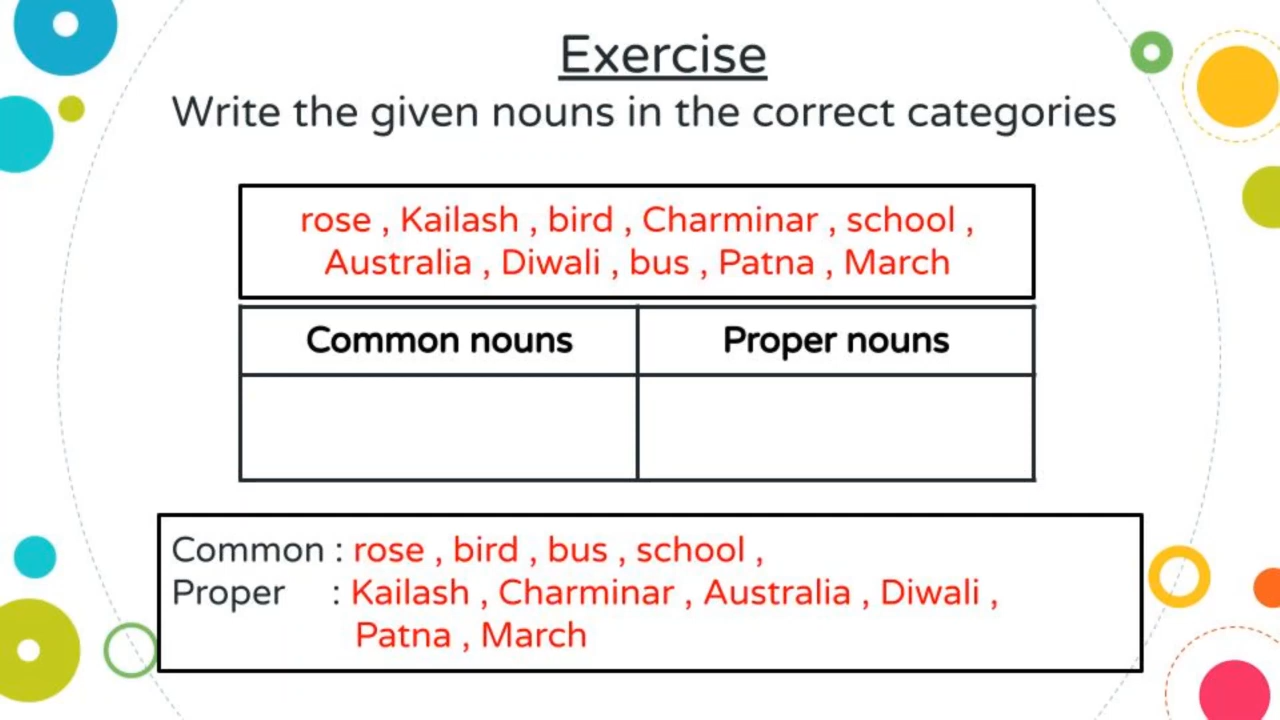 Exercise
Write the given nouns in the correct categories
rose , Kailash , bird , Charminar , school ,
Australia , Diwali , bus , Patna , March
Common nouns
Proper nouns
Common : rose , bird , bus , school ,
Proper : Kailash , Charminar , Australia , Diwali ,
Patna , March